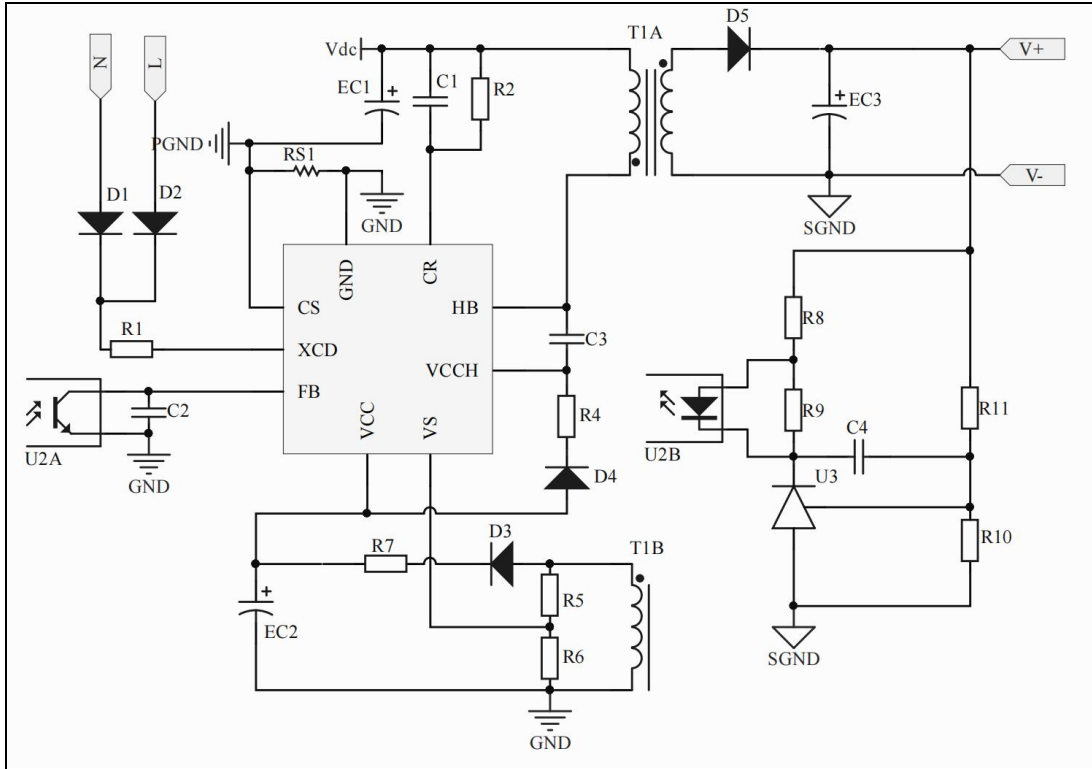 T1A
D5
Vdc
V+
N
L
EC1
+
C1
R2
EC3
+
PGND
RS1
GND
V-
SGND
D1
D2
GND
CR
CS
HB
R1
XCD
VCCH
C3
FB
VCC
VS
C2
U2A
GND
R4
D4
R8
R9
R11
C4
U2B
U3
R10
SGND
D3
R7
T1B
R5
EC2
+
R6
GND